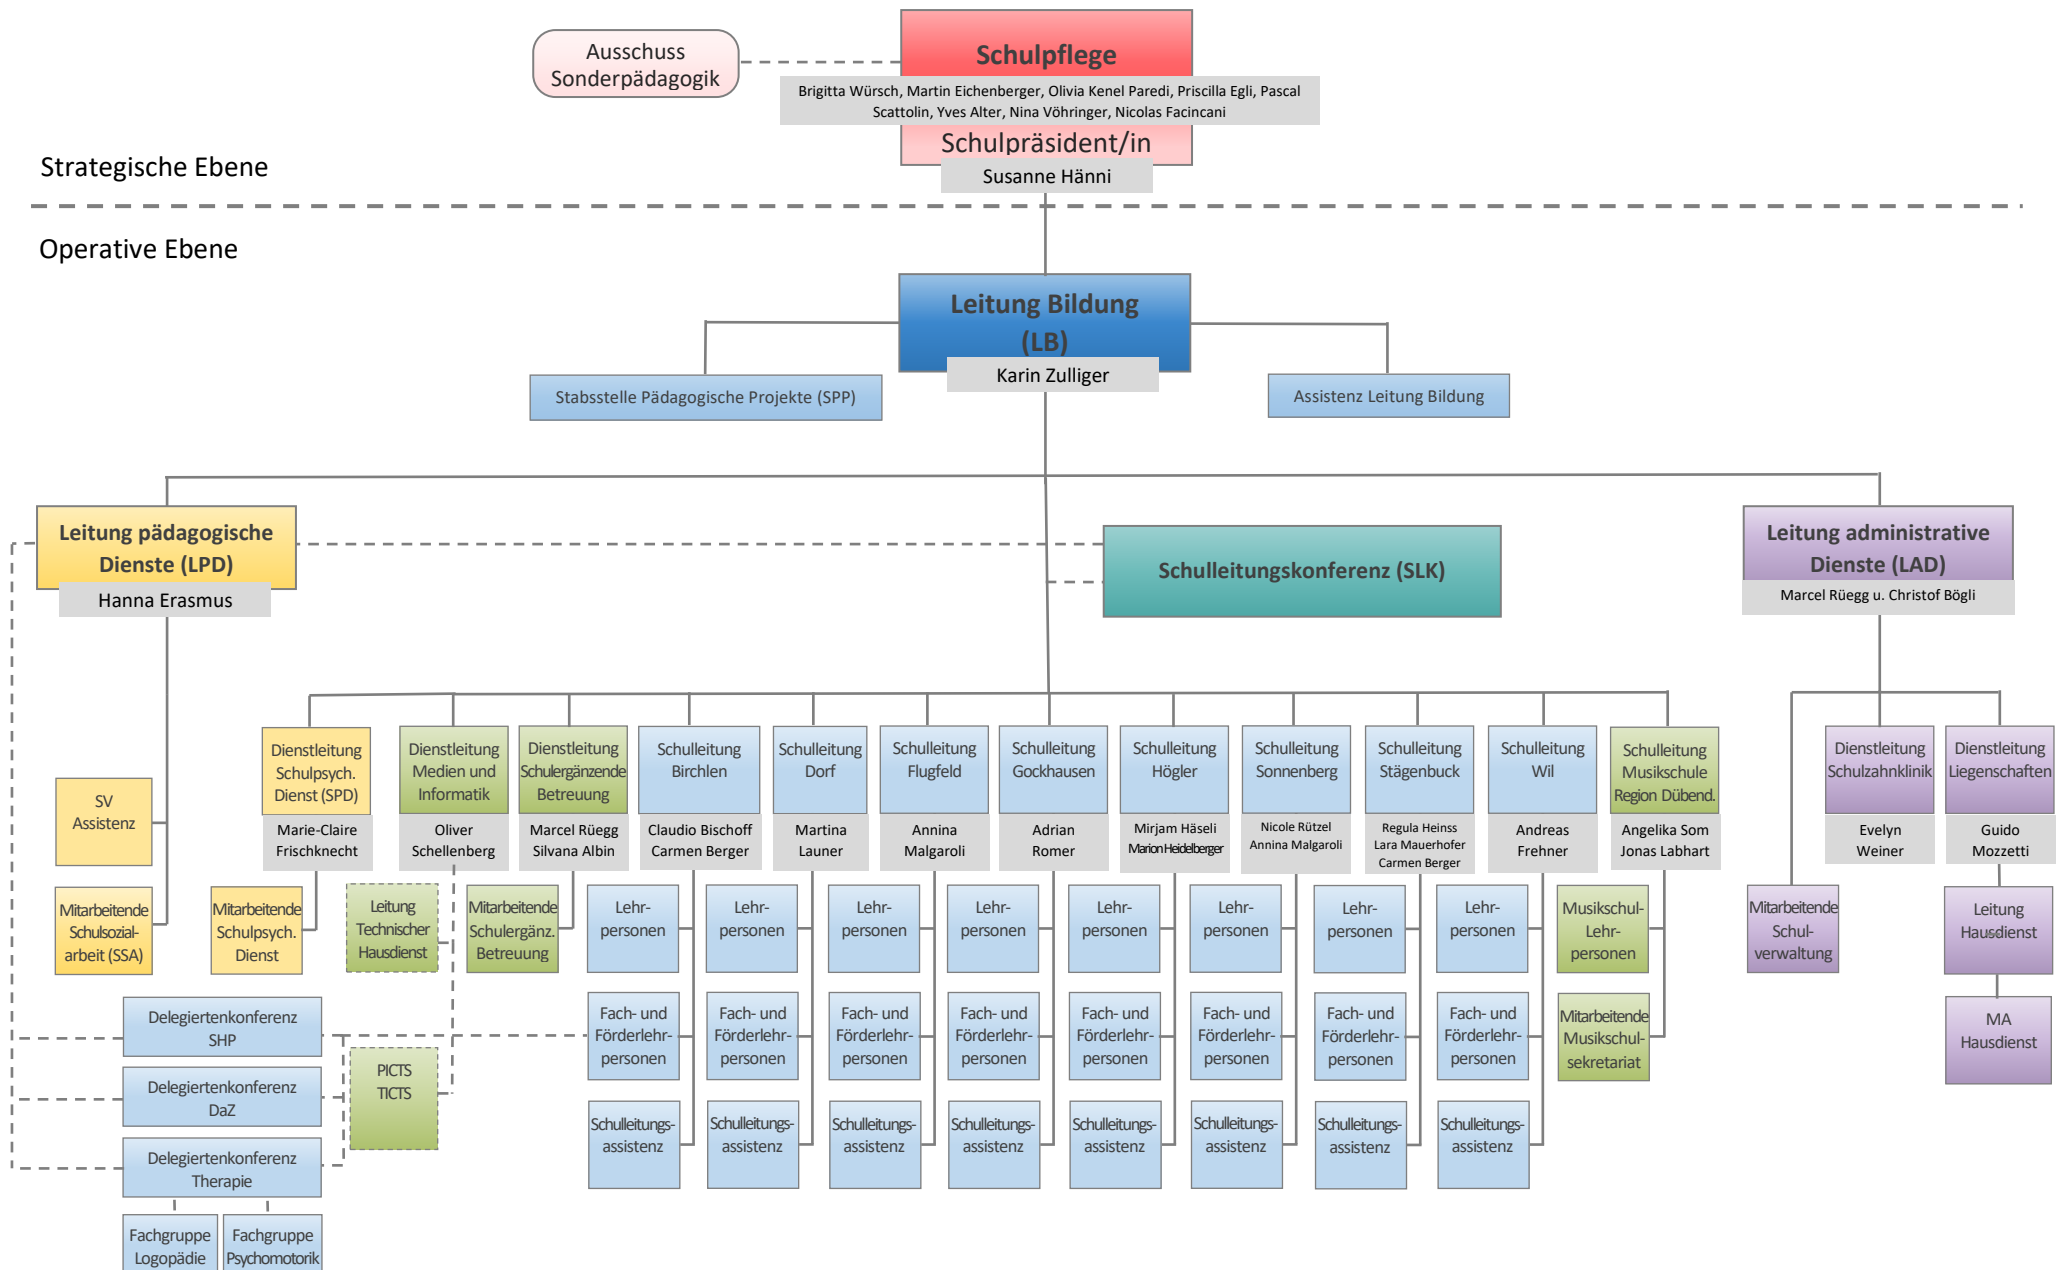 Ausschuss
Sonderpädagogik
Schulpflege
Brigitta Würsch, Martin Eichenberger, Olivia Kenel Paredi, Priscilla Egli, Pascal
Scattolin, Yves Alter, Nina Vöhringer, Nicolas Facincani
Schulpräsident/in
Susanne Hänni
Strategische Ebene
Operative Ebene
Leitung Bildung
(LB)
Karin Zulliger
Stabsstelle Pädagogische Projekte (SPP)
Assistenz Leitung Bildung
Leitung pädagogische
Dienste (LPD)
Hanna Erasmus
Schulleitungskonferenz (SLK)
Leitung administrative
Dienste (LAD)
Marcel Rüegg u. Christof Bögli
SV
Assistenz
Mitarbeitende
Schulsozial-
arbeit (SSA)
Dienstleitung
Schulpsych.
Dienst (SPD)
Marie-Claire
Frischknecht
Mitarbeitende
Schulpsych.
Dienst
Dienstleitung
Medien und
Informatik
Oliver
Schellenberg
Leitung
Technischer
Hausdienst
PICTS
TICTS
Dienstleitung
Schulergänzende
Betreuung
Marcel Rüegg
Silvana Albin
Mitarbeitende
Schulergänz.
Betreuung
Schulleitung
Birchlen
Claudio Bischoff
Carmen Berger
Lehr-
personen
Fach- und
Förderlehr-
personen
Schulleitungs-
assistenz
Schulleitung
Dorf
Martina
Launer
Lehr-
personen
Fach- und
Förderlehr-
personen
Schulleitungs-
assistenz
Schulleitung
Flugfeld
Annina
Malgaroli
Lehr-
personen
Fach- und
Förderlehr-
personen
Schulleitungs-
assistenz
Schulleitung
Gockhausen
Adrian
Romer
Lehr-
personen
Fach- und
Förderlehr-
personen
Schulleitungs-
assistenz
Schulleitung
Högler
Mirjam Häseli
Marion Heidelberger
Lehr-
personen
Fach- und
Förderlehr-
personen
Schulleitungs-
assistenz
Schulleitung
Sonnenberg
Nicole Rützel
Annina Malgaroli
Lehr-
personen
Fach- und
Förderlehr-
personen
Schulleitungs-
assistenz
Schulleitung
Stägenbuck
Regula Heinss
Lara Mauerhofer
Carmen Berger
Lehr-
personen
Fach- und
Förderlehr-
personen
Schulleitungs-
assistenz
Schulleitung
Wil
Andreas
Frehner
Lehr-
personen
Fach- und
Förderlehr-
personen
Schulleitungs-
assistenz
Schulleitung
Musikschule
Region Dübend.
Angelika Som
Jonas Labhart
Musikschul-
Lehr-
personen
Mitarbeitende
Musikschul-
sekretariat
Mitarbeitende
Schul-
verwaltung
Dienstleitung
Schulzahnklinik
Evelyn
Weiner
Dienstleitung
Liegenschaften
Guido
Mozzetti
Leitung
Hausdienst
MA
Hausdienst
Delegiertenkonferenz
SHP
Delegiertenkonferenz
DaZ
Delegiertenkonferenz
Therapie
Fachgruppe
Logopädie
Fachgruppe
Psychomotorik